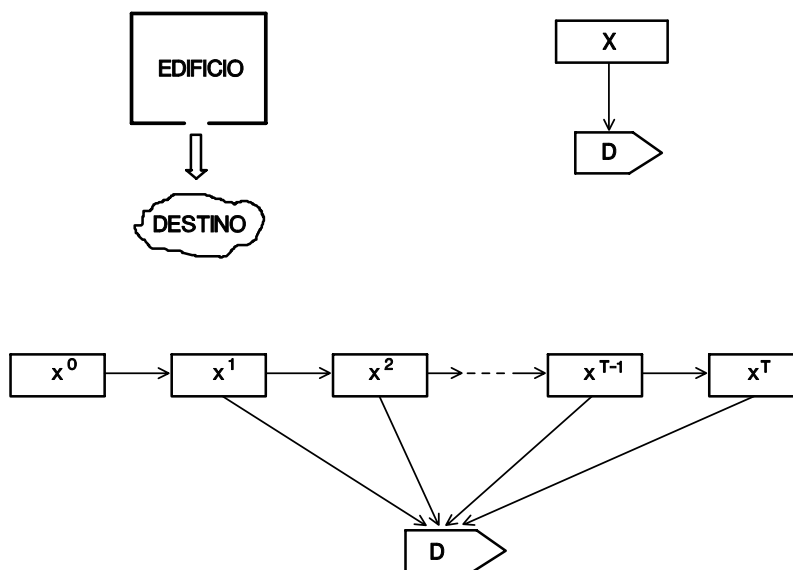 EDIFICIO
DESTINO
X
D
x⁰
x¹
x²
x^{T-1}
x^T
D